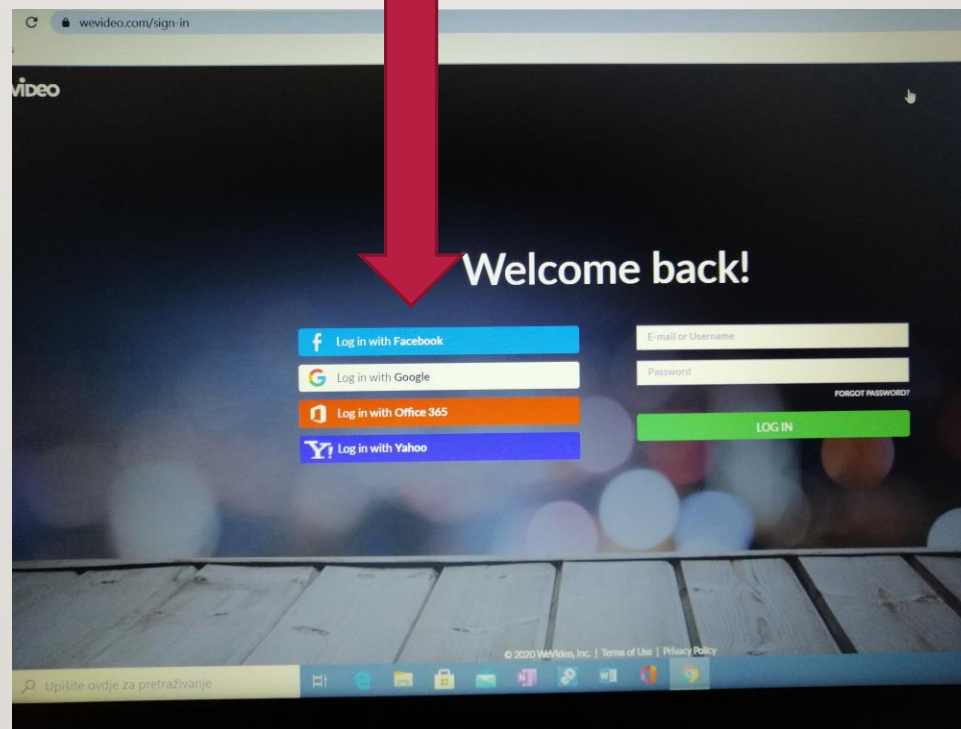 wevideo.com/sign-in
VIDEO
Welcome back!
f Log in with Facebook
G Log in with Google
Log in with Office 365
Y! Log in with Yahoo
E-mail or Username
Password
FORGOT PASSWORD?
LOG IN
© 2020 WeVideo, Inc. | Terms of Use | Privacy Policy
Upišite ovdje za pretraživanje